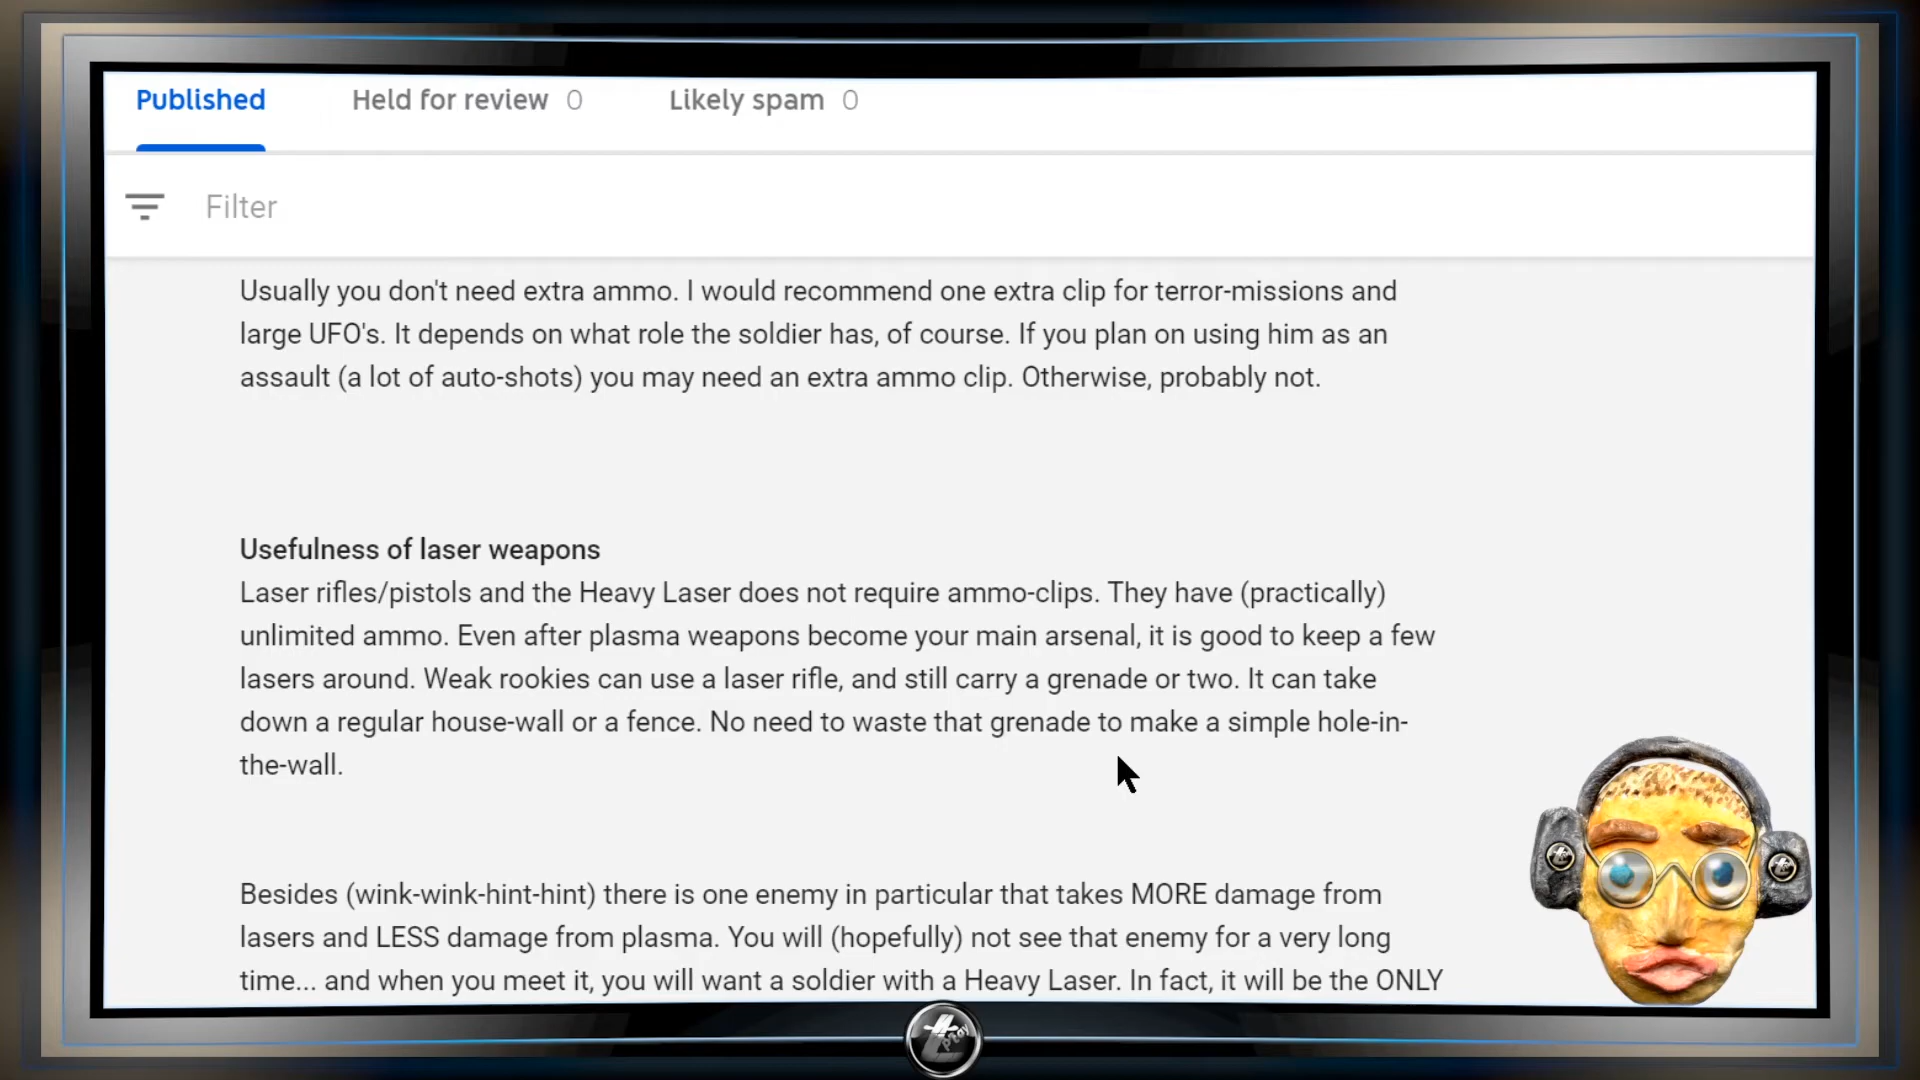 Published Held for review 0 Likely spam 0
Filter
Usually you don't need extra ammo. I would recommend one extra clip for terror-missions and
large UFO's. It depends on what role the soldier has, of course. If you plan on using him as an
assault (a lot of auto-shots) you may need an extra ammo clip. Otherwise, probably not.
Usefulness of laser weapons
Laser rifles/pistols and the Heavy Laser does not require ammo-clips. They have (practically)
unlimited ammo. Even after plasma weapons become your main arsenal, it is good to keep a few
lasers around. Weak rookies can use a laser rifle, and still carry a grenade or two. It can take
down a regular house-wall or a fence. No need to waste that grenade to make a simple hole-in-
the-wall.
Besides (wink-wink-hint-hint) there is one enemy in particular that takes MORE damage from
lasers and LESS damage from plasma. You will (hopefully) not see that enemy for a very long
time... and when you meet it, you will want a soldier with a Heavy Laser. In fact, it will be the ONLY